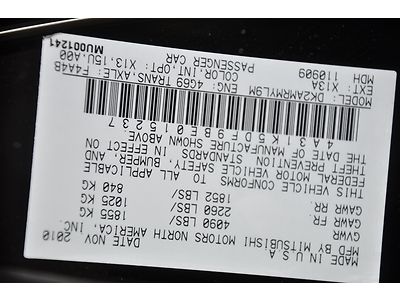 MADE IN U.S.A DATE NOV 2010
MFD BY MITSUBISHI MOTORS NORTH AMERICA, INC.
GVWR 4090 LBS/ 1855 KG
GAWR FR. 2260 LBS/ 1025 KG
GAWR RR. 1852 LBS/ 840 KG
THIS VEHICLE CONFORMS TO ALL APPLICABLE
FEDERAL MOTOR VEHICLE SAFETY, BUMPER, AND
THEFT PREVENTION STANDARDS IN EFFECT ON
THE DATE OF MANUFACTURE SHOWN ABOVE.
4A31K5DF9BE015237
MODEL: DK2AMRMYL9M ENG: 4G69 TRANS,AXLE: F4A4B
EXT: X13A COLOR,INT,OPT: X13.15U.A00
MDH 110909 PASSENGER CAR MU001241